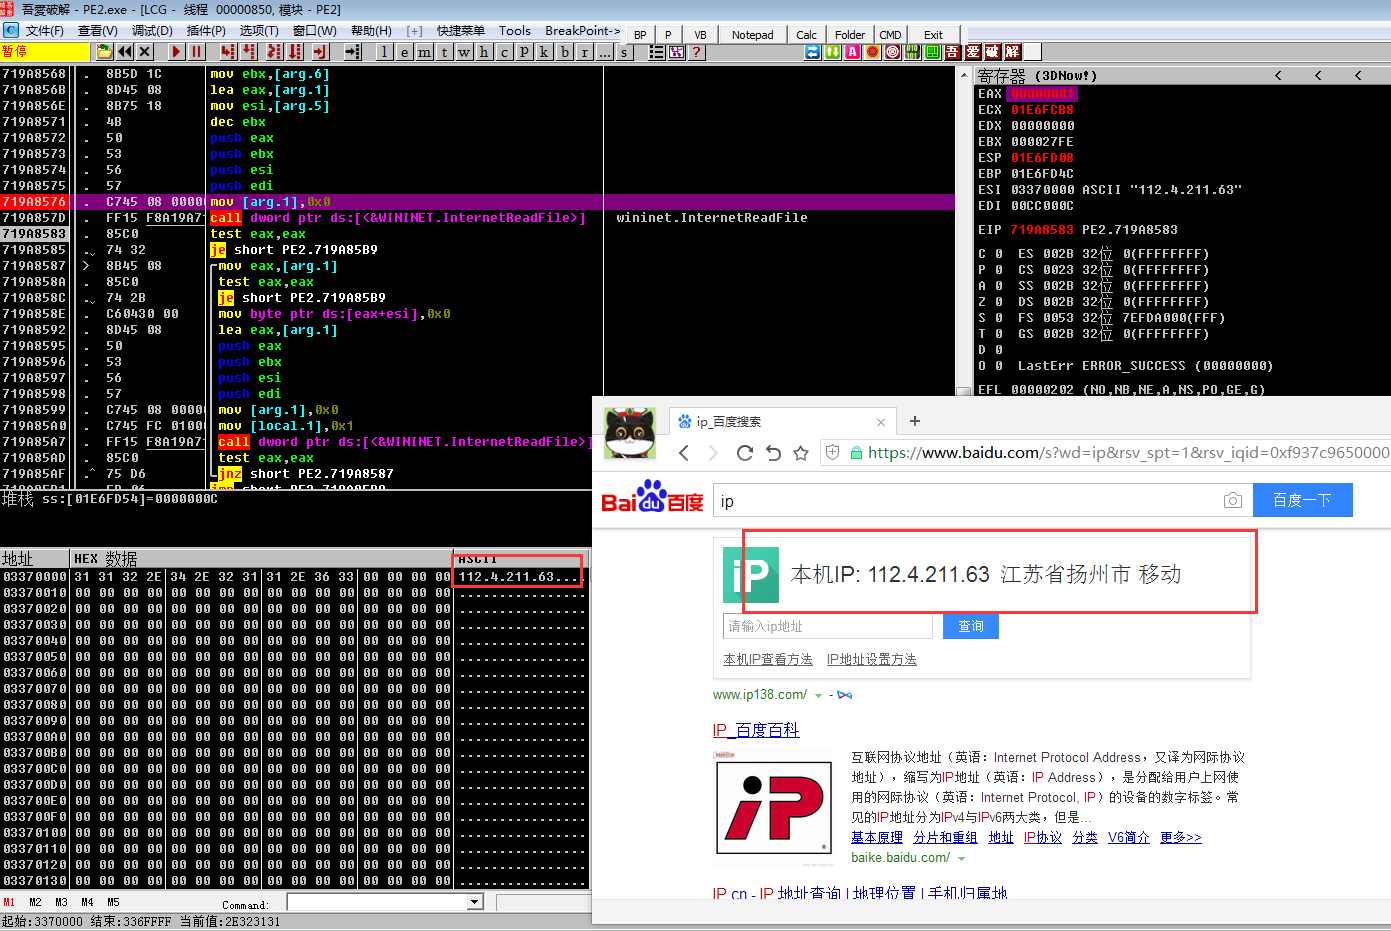 吾愛破解 - PE2.exe - [LCG - 线程 00000850, 模块 - PE2]
文件(F) 查看(V) 调试(D) 插件(P) 选项(T) 窗口(W) 帮助(H) [+] 快捷菜单 Tools BreakPoint-> BP P VB Notepad Calc Folder CMD Exit
暂停 l e m t w h c p k b r ... s ? 吾 爱 破 解
719A8568 . 8B5D 1C mov ebx,[arg.6]
719A856B . 8D45 08 lea eax,[arg.1]
719A856E . 8B75 18 mov esi,[arg.5]
719A8571 . 4B dec ebx
719A8572 . 50 push eax
719A8573 . 53 push ebx
719A8574 . 56 push esi
719A8575 . 57 push edi
719A8576 . C745 08 0000 mov [arg.1],0x0
719A857D . FF15 F8A19A7 call dword ptr ds:[<&WININET.InternetReadFile>] wininet.InternetReadFile
719A8583 . 85C0 test eax,eax
719A8585 . 74 32 je short PE2.719A85B9
719A8587 > 8B45 08 mov eax,[arg.1]
719A858A . 85C0 test eax,eax
719A858C . 74 2B je short PE2.719A85B9
719A858E . C60430 00 mov byte ptr ds:[eax+esi],0x0
719A8592 . 8D45 08 lea eax,[arg.1]
719A8595 . 50 push eax
719A8596 . 53 push ebx
719A8597 . 56 push esi
719A8598 . 57 push edi
719A8599 . C745 08 0000 mov [arg.1],0x0
719A85A0 . C745 FC 0100 mov [local.1],0x1
719A85A7 . FF15 F8A19A7 call dword ptr ds:[<&WININET.InternetReadFile>]
719A85AD . 85C0 test eax,eax
719A85AF .^ 75 D6 jnz short PE2.719A8587
寄存器 (3DNow!) < < <
EAX 00000001
ECX 01E6FCB8
EDX 00000000
EBX 000027FE
ESP 01E6FD08
EBP 01E6FD4C
ESI 03370000 ASCII "112.4.211.63"
EDI 00CC000C
EIP 719A8583 PE2.719A8583
C 0 ES 002B 32位 0(FFFFFFFF)
P 0 CS 0023 32位 0(FFFFFFFF)
A 0 SS 002B 32位 0(FFFFFFFF)
Z 0 DS 002B 32位 0(FFFFFFFF)
S 0 FS 0053 32位 7EFDA000(FFF)
T 0 GS 002B 32位 0(FFFFFFFF)
D 0
O 0 LastErr ERROR_SUCCESS (00000000)
EFL 00000202 (NO,NB,NE,A,NS,PO,GE,G)
堆栈 ss:[01E6FD54]=0000000C
地址 HEX 数据 ASCII
03370000 31 31 32 2E 34 2E 32 31 31 2E 36 33 00 00 00 00 112.4.211.63....
03370010 00 00 00 00 00 00 00 00 00 00 00 00 00 00 00 00 ................
03370020 00 00 00 00 00 00 00 00 00 00 00 00 00 00 00 00 ................
03370030 00 00 00 00 00 00 00 00 00 00 00 00 00 00 00 00 ................
03370040 00 00 00 00 00 00 00 00 00 00 00 00 00 00 00 00 ................
03370050 00 00 00 00 00 00 00 00 00 00 00 00 00 00 00 00 ................
03370060 00 00 00 00 00 00 00 00 00 00 00 00 00 00 00 00 ................
03370070 00 00 00 00 00 00 00 00 00 00 00 00 00 00 00 00 ................
03370080 00 00 00 00 00 00 00 00 00 00 00 00 00 00 00 00 ................
03370090 00 00 00 00 00 00 00 00 00 00 00 00 00 00 00 00 ................
033700A0 00 00 00 00 00 00 00 00 00 00 00 00 00 00 00 00 ................
033700B0 00 00 00 00 00 00 00 00 00 00 00 00 00 00 00 00 ................
033700C0 00 00 00 00 00 00 00 00 00 00 00 00 00 00 00 00 ................
033700D0 00 00 00 00 00 00 00 00 00 00 00 00 00 00 00 00 ................
033700E0 00 00 00 00 00 00 00 00 00 00 00 00 00 00 00 00 ................
033700F0 00 00 00 00 00 00 00 00 00 00 00 00 00 00 00 00 ................
03370100 00 00 00 00 00 00 00 00 00 00 00 00 00 00 00 00 ................
03370110 00 00 00 00 00 00 00 00 00 00 00 00 00 00 00 00 ................
03370120 00 00 00 00 00 00 00 00 00 00 00 00 00 00 00 00 ................
03370130 00 00 00 00 00 00 00 00 00 00 00 00 00 00 00 00 ................
M1 M2 M3 M4 M5 Command:
起始:3370000 结束:336FFFF 当前值:2E323131
ip_百度搜索
https://www.baidu.com/s?wd=ip&rsv_spt=1&rsv_iqid=0xf937c9650000
Bai du 百度 ip 百度一下
iP 本机IP: 112.4.211.63 江苏省扬州市 移动
请输入ip地址 查询
本机IP查看方法 IP地址设置方法
www.ip138.com/ -
IP_百度百科
互联网协议地址（英语：Internet Protocol Address，又译为网际协议
地址），缩写为IP地址（英语：IP Address），是分配给用户上网使
用的网际协议（英语：Internet Protocol, IP）的设备的数字标签。常
见的IP地址分为IPv4与IPv6两大类，但是...
基本原理 分片和重组 地址 IP协议 分类 V6简介 更多>>
baike.baidu.com/
iP
IP cn - IP 地址查询 | 地理位置 | 手机归属地